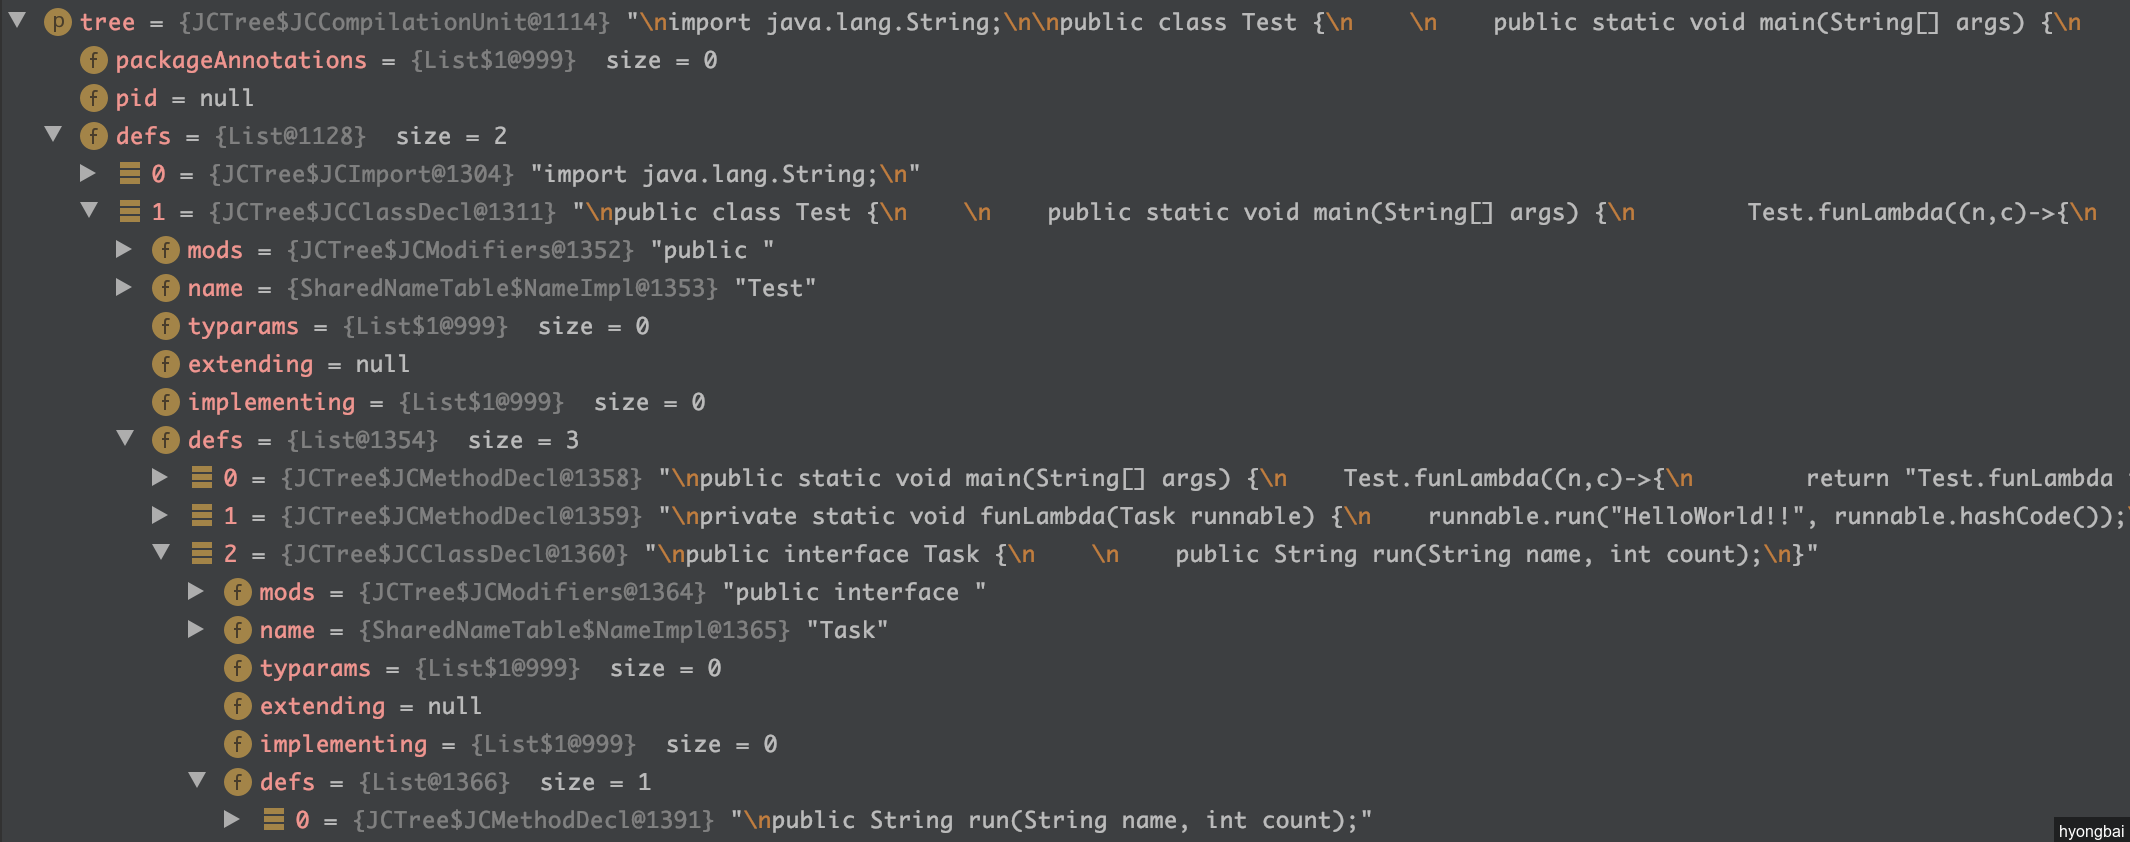 p tree = {JCTree$JCCompilationUnit@1114} "\nimport java.lang.String;\n\npublic class Test {\n    \n    public static void main(String[] args) {\n
f packageAnnotations = {List$1@999}  size = 0
f pid = null
f defs = {List@1128}  size = 2
0 = {JCTree$JCImport@1304} "import java.lang.String;\n"
1 = {JCTree$JCClassDecl@1311} "\npublic class Test {\n    \n    public static void main(String[] args) {\n        Test.funLambda((n,c)->{\n
f mods = {JCTree$JCModifiers@1352} "public "
f name = {SharedNameTable$NameImpl@1353} "Test"
f typarams = {List$1@999}  size = 0
f extending = null
f implementing = {List$1@999}  size = 0
f defs = {List@1354}  size = 3
0 = {JCTree$JCMethodDecl@1358} "\npublic static void main(String[] args) {\n    Test.funLambda((n,c)->{\n        return "Test.funLambda
1 = {JCTree$JCMethodDecl@1359} "\nprivate static void funLambda(Task runnable) {\n    runnable.run("HelloWorld!!", runnable.hashCode());\
2 = {JCTree$JCClassDecl@1360} "\npublic interface Task {\n    \n    public String run(String name, int count);\n}"
f mods = {JCTree$JCModifiers@1364} "public interface "
f name = {SharedNameTable$NameImpl@1365} "Task"
f typarams = {List$1@999}  size = 0
f extending = null
f implementing = {List$1@999}  size = 0
f defs = {List@1366}  size = 1
0 = {JCTree$JCMethodDecl@1391} "\npublic String run(String name, int count);"
hyongbai